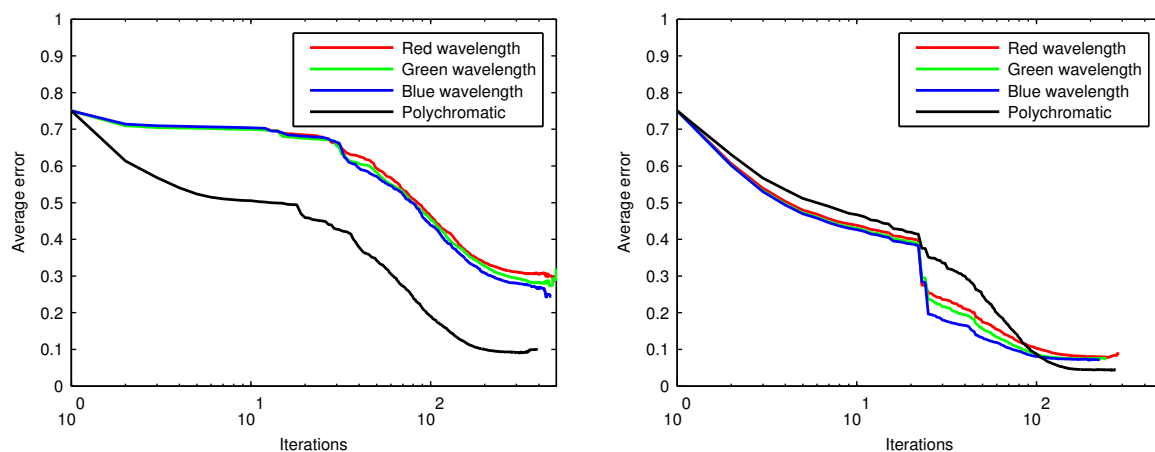 1
0.9
0.8
0.7
0.6
0.5
0.4
0.3
0.2
0.1
0
Average error
Red wavelength
Green wavelength
Blue wavelength
Polychromatic
10 0
10 1
10 2
Iterations
1
0.9
0.8
0.7
0.6
0.5
0.4
0.3
0.2
0.1
0
Average error
Red wavelength
Green wavelength
Blue wavelength
Polychromatic
10 0
10 1
10 2
Iterations